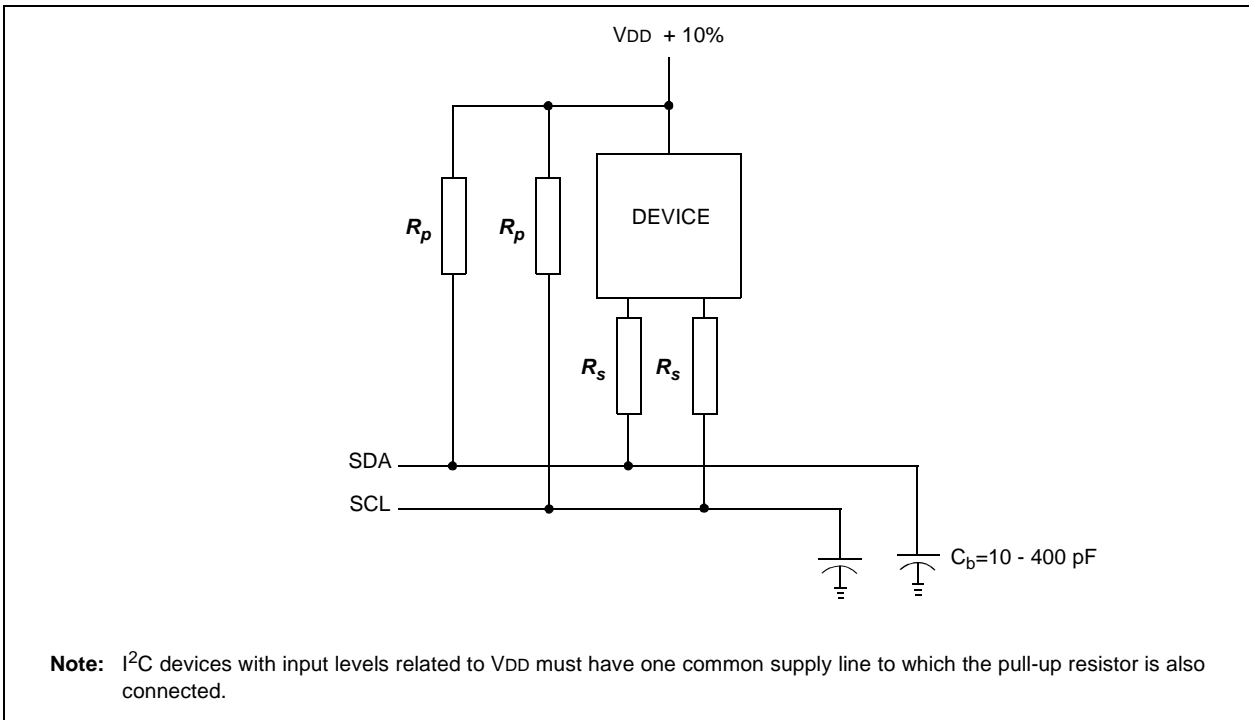 VDD + 10%
Rp
Rp
DEVICE
Rs
Rs
SDA
SCL
Cb=10 - 400 pF
Note: I2C devices with input levels related to VDD must have one common supply line to which the pull-up resistor is also
connected.